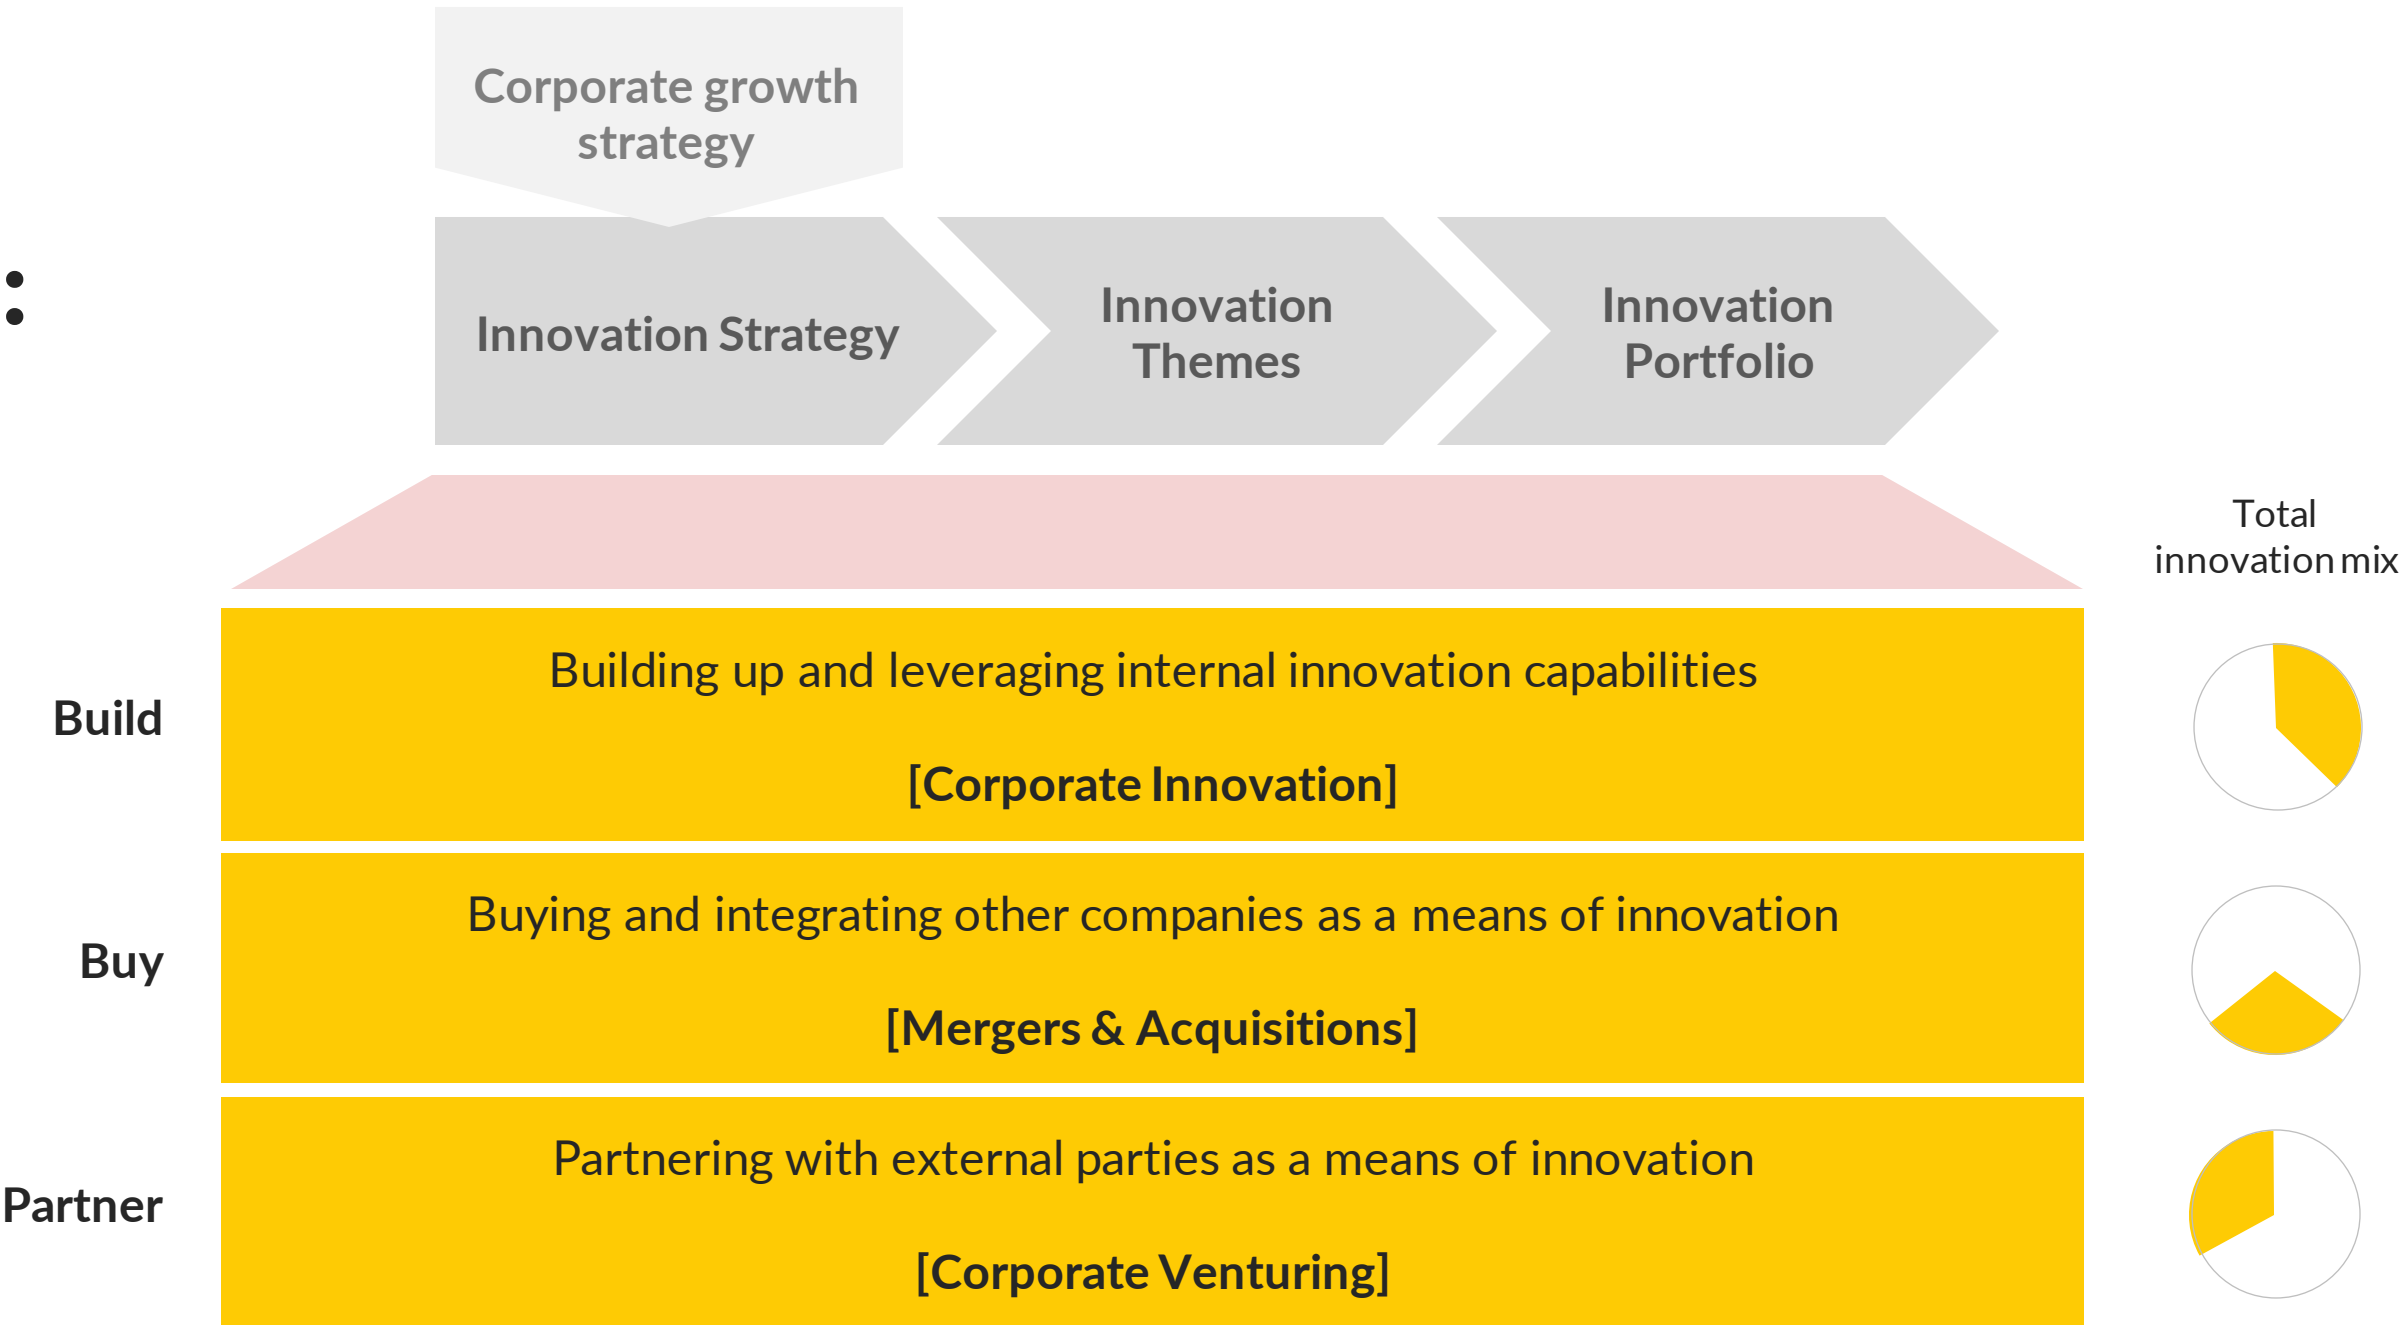 Corporate growth
strategy
:
Innovation Strategy
Innovation
Themes
Innovation
Portfolio
Total
innovation mix
Build
Building up and leveraging internal innovation capabilities
[Corporate Innovation]
Buy
Buying and integrating other companies as a means of innovation
[Mergers & Acquisitions]
Partner
Partnering with external parties as a means of innovation
[Corporate Venturing]